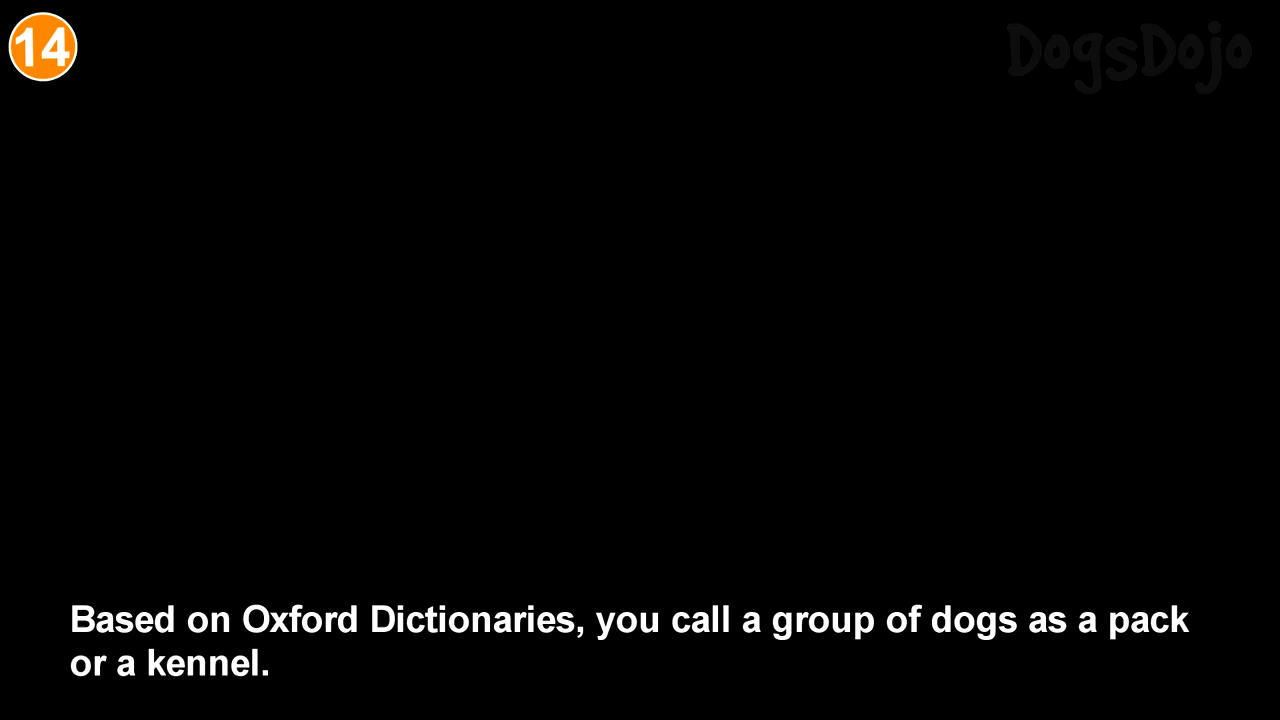 14
DogsDojo
Based on Oxford Dictionaries, you call a group of dogs as a pack
or a kennel.